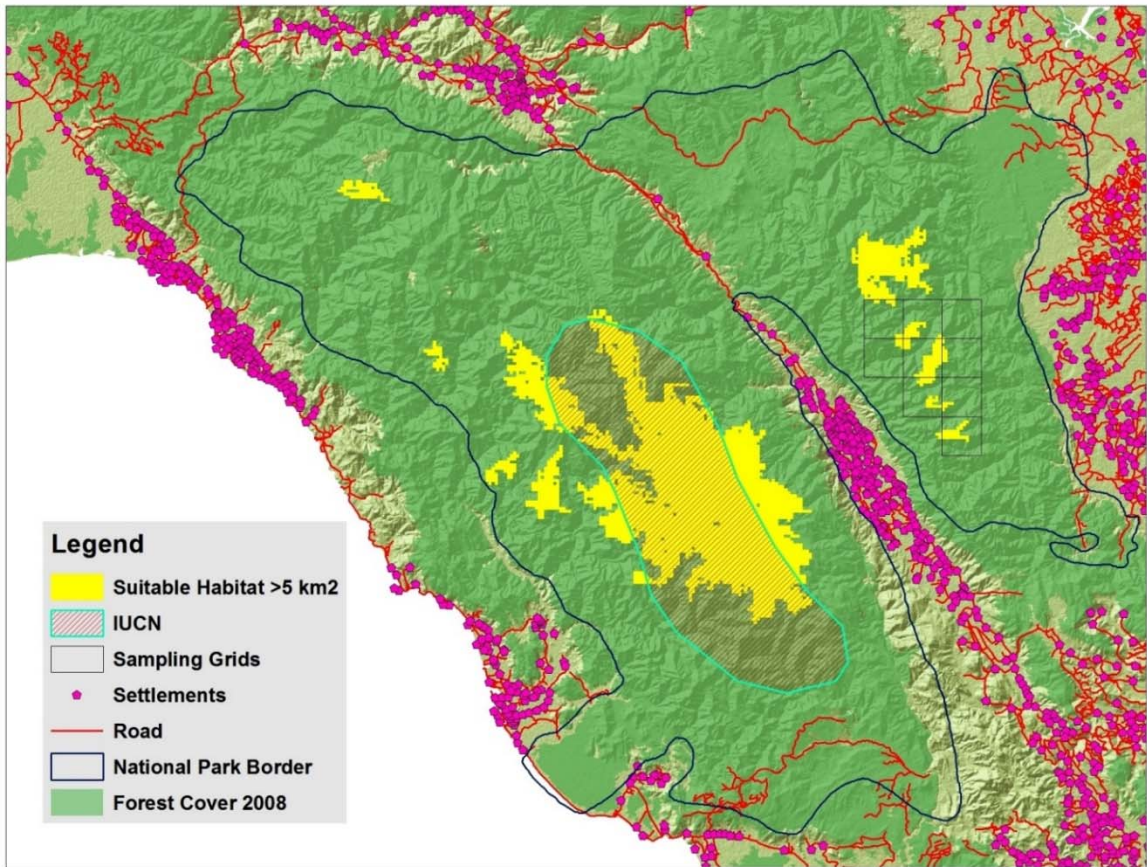 Legend
Suitable Habitat >5 km2
IUCN
Sampling Grids
Settlements
Road
National Park Border
Forest Cover 2008